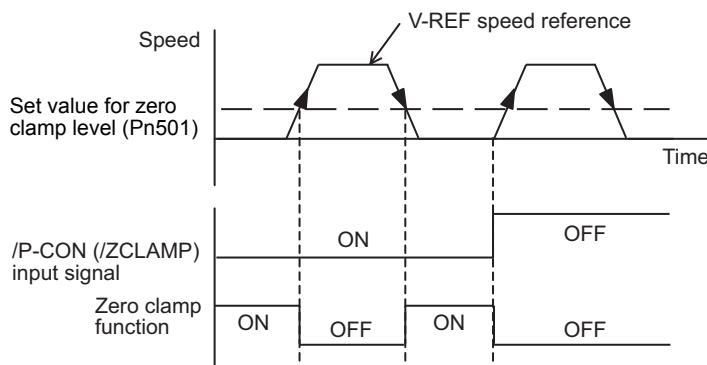 V-REF speed reference
Speed
Set value for zero
clamp level (Pn501)
Time
/P-CON (/ZCLAMP)
input signal
ON
OFF
Zero clamp
function
ON
OFF
ON
OFF